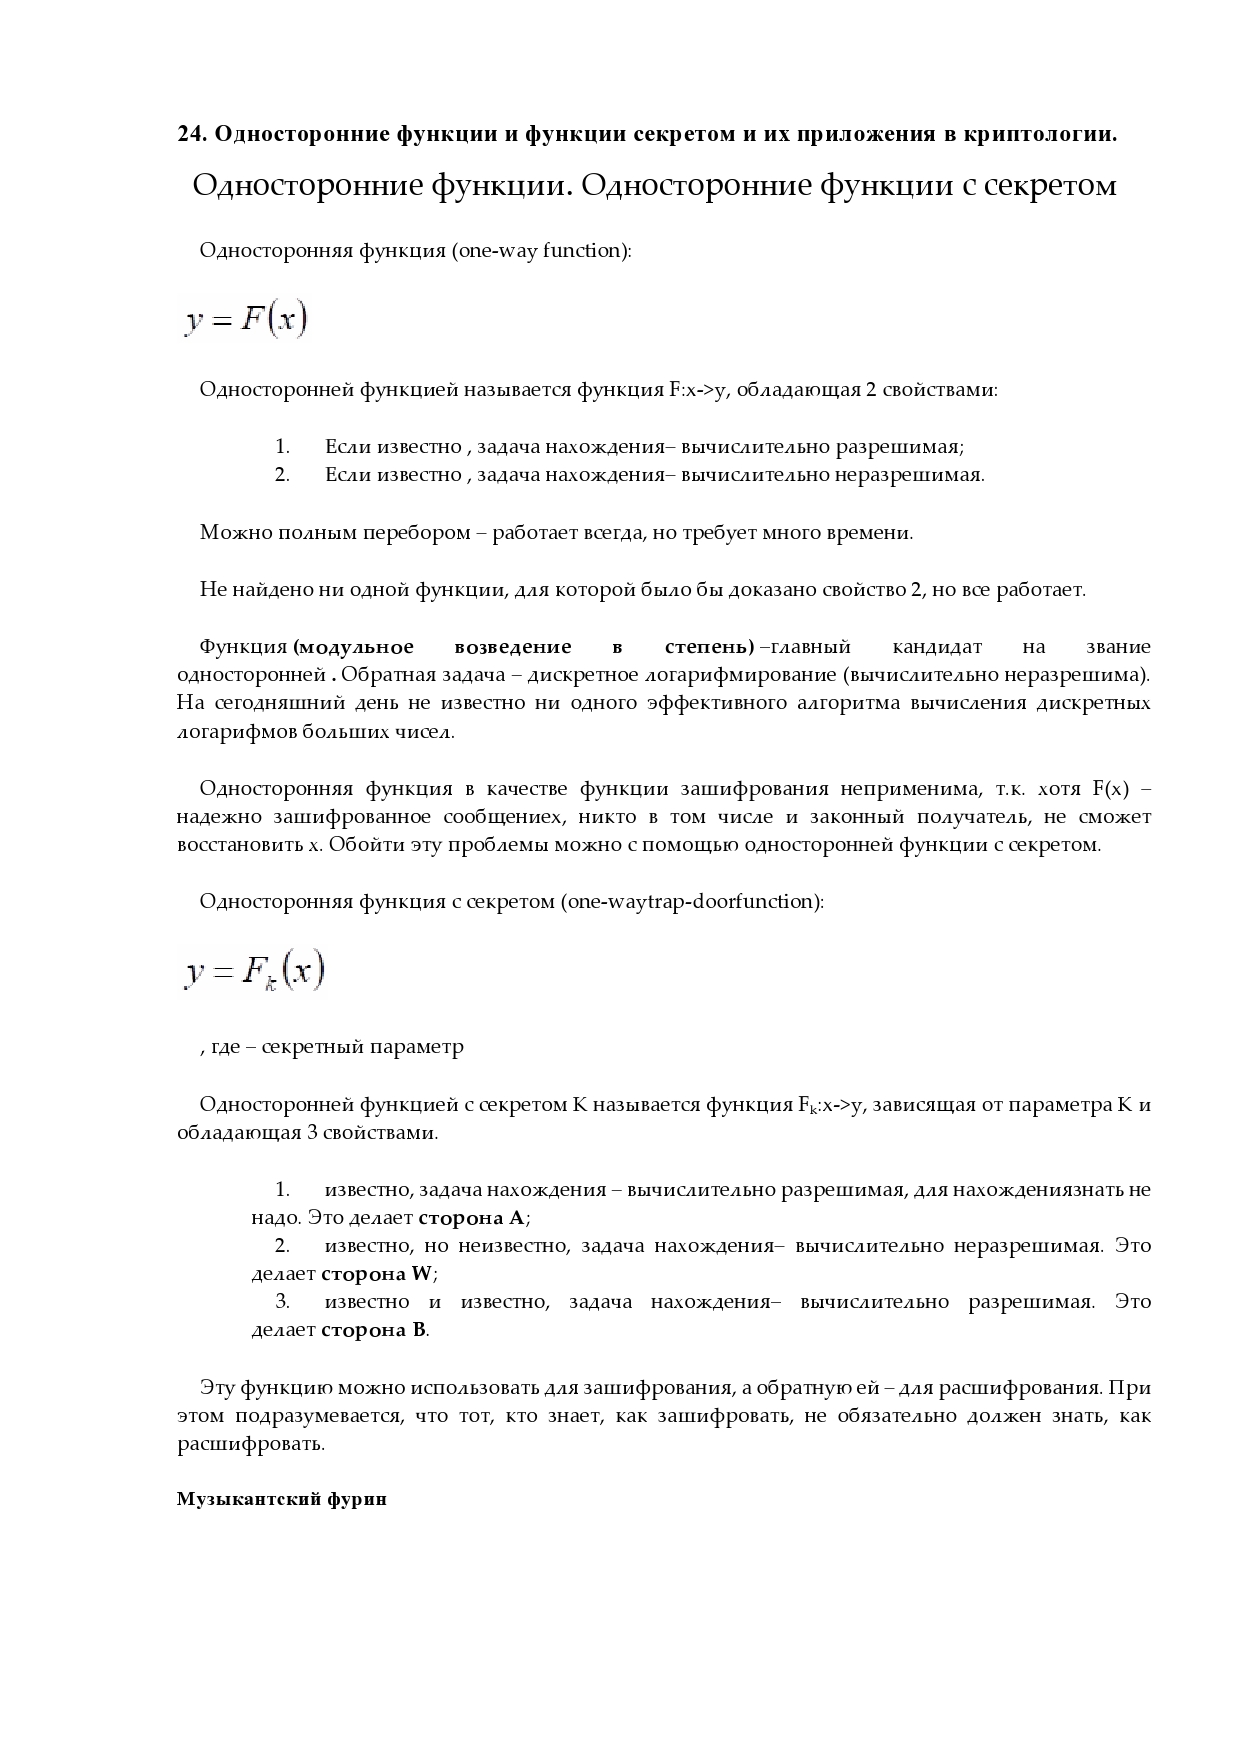 24. Односторонние функции и функции секретом и их приложения в криптологии.
Односторонние функции. Односторонние функции с секретом
Односторонняя функция (one-way function):
y = F(x)
Односторонней функцией называется функция F:x->y, обладающая 2 свойствами:
1. Если известно , задача нахождения– вычислительно разрешимая;
2. Если известно , задача нахождения– вычислительно неразрешимая.
Можно полным перебором – работает всегда, но требует много времени.
Не найдено ни одной функции, для которой было бы доказано свойство 2, но все работает.
Функция (модульное возведение в степень) –главный кандидат на звание
односторонней . Обратная задача – дискретное логарифмирование (вычислительно неразрешима).
На сегодняшний день не известно ни одного эффективного алгоритма вычисления дискретных
логарифмов больших чисел.
Односторонняя функция в качестве функции зашифрования неприменима, т.к. хотя F(x) –
надежно зашифрованное сообщениех, никто в том числе и законный получатель, не сможет
восстановить х. Обойти эту проблемы можно с помощью односторонней функции с секретом.
Односторонняя функция с секретом (one-waytrap-doorfunction):
y = Fk(x)
, где – секретный параметр
Односторонней функцией с секретом К называется функция Fk:x->y, зависящая от параметра К и
обладающая 3 свойствами.
1. известно, задача нахождения – вычислительно разрешимая, для нахождениязнать не
надо. Это делает сторона А;
2. известно, но неизвестно, задача нахождения– вычислительно неразрешимая. Это
делает сторона W;
3. известно и известно, задача нахождения– вычислительно разрешимая. Это
делает сторона B.
Эту функцию можно использовать для зашифрования, а обратную ей – для расшифрования. При
этом подразумевается, что тот, кто знает, как зашифровать, не обязательно должен знать, как
расшифровать.
Музыкантский фурин